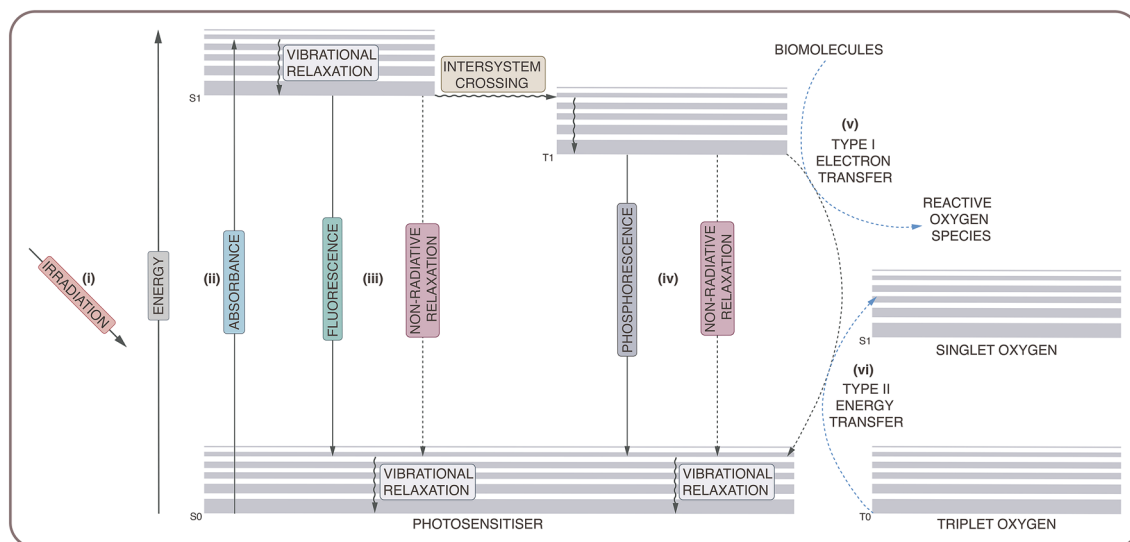 BIOMOLECULES
VIBRATIONAL
RELAXATION
INTERSYSTEM
CROSSING
S1
T1
(v)
TYPE I
ELECTRON
TRANSFER
REACTIVE
OXYGEN
SPECIES
(i)
IRRADIATION
ENERGY
(ii)
ABSORBANCE
FLUORESCENCE
(iii)
NON-RADIATIVE
RELAXATION
PHOSPHORESCENCE
(iv)
NON-RADIATIVE
RELAXATION
S1
SINGLET OXYGEN
(vi)
TYPE II
ENERGY
TRANSFER
VIBRATIONAL
RELAXATION
VIBRATIONAL
RELAXATION
S0
PHOTOSENSITISER
T0
TRIPLET OXYGEN